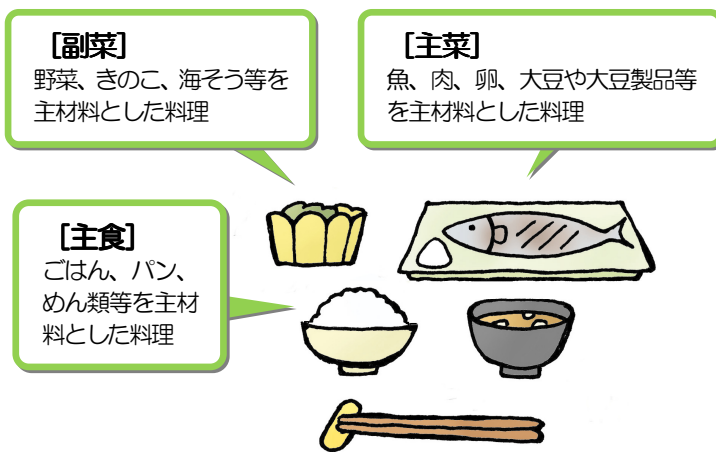 [副菜]
野菜、きのこ、海そう等を
主材料とした料理
[主菜]
魚、肉、卵、大豆や大豆製品等
を主材料とした料理
[主食]
ごはん、パン、
めん類等を主材
料とした料理